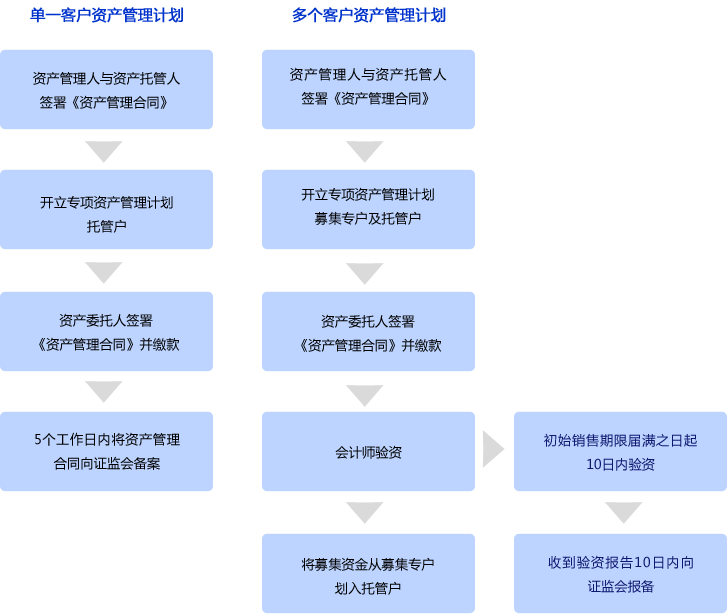 单一客户资产管理计划
资产管理人与资产托管人
签署《资产管理合同》
开立专项资产管理计划
托管户
资产委托人签署
《资产管理合同》并缴款
5个工作日内将资产管理
合同向证监会备案
多个客户资产管理计划
资产管理人与资产托管人
签署《资产管理合同》
开立专项资产管理计划
募集专户及托管户
资产委托人签署
《资产管理合同》并缴款
会计师验资
将募集资金从募集专户
划入托管户
初始销售期限届满之日起
10日内验资
收到验资报告10日内向
证监会报备